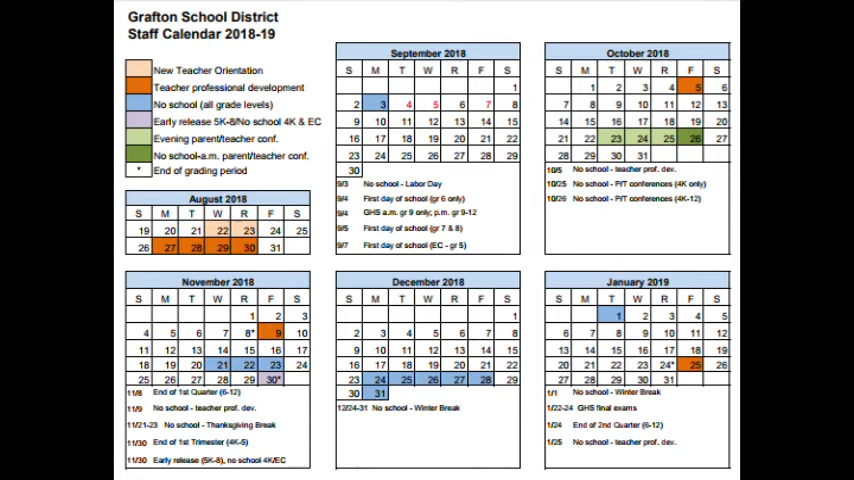 Grafton School District
Staff Calendar 2018-19
New Teacher Orientation
Teacher professional development
No school (all grade levels)
Early release 5K-8/No school 4K & EC
Evening parent/teacher conf.
No school-a.m. parent/teacher conf.
* End of grading period
August 2018
S M T W R F S
19 20 21 22 23 24 25
26 27 28 29 30 31
September 2018
S M T W R F S
1
2 3 4 5 6 7 8
9 10 11 12 13 14 15
16 17 18 19 20 21 22
23 24 25 26 27 28 29
30
9/3 No school - Labor Day
9/4 First day of school (gr 6 only)
9/4 GHS a.m. gr 9 only; p.m. gr 9-12
9/5 First day of school (gr 7 & 8)
9/7 First day of school (EC - gr 5)
October 2018
S M T W R F S
1 2 3 4 5 6
7 8 9 10 11 12 13
14 15 16 17 18 19 20
21 22 23 24 25 26 27
28 29 30 31
10/5 No school - teacher prof. dev.
10/25 No school - P/T conferences (4K only)
10/26 No school - P/T conferences (4K-12)
November 2018
S M T W R F S
1 2 3
4 5 6 7 8* 9 10
11 12 13 14 15 16 17
18 19 20 21 22 23 24
25 26 27 28 29 30*
11/8 End of 1st Quarter (6-12)
11/9 No school - teacher prof. dev.
11/21-23 No school - Thanksgiving Break
11/30 End of 1st Trimester (4K-5)
11/30 Early release (5K-8), no school 4K/EC
December 2018
S M T W R F S
1
2 3 4 5 6 7 8
9 10 11 12 13 14 15
16 17 18 19 20 21 22
23 24 25 26 27 28 29
30 31
12/24-31 No school - Winter Break
January 2019
S M T W R F S
1 2 3 4 5
6 7 8 9 10 11 12
13 14 15 16 17 18 19
20 21 22 23 24* 25 26
27 28 29 30 31
1/1 No school - Winter Break
1/22-24 GHS final exams
1/24 End of 2nd Quarter (6-12)
1/25 No school - teacher prof. dev.